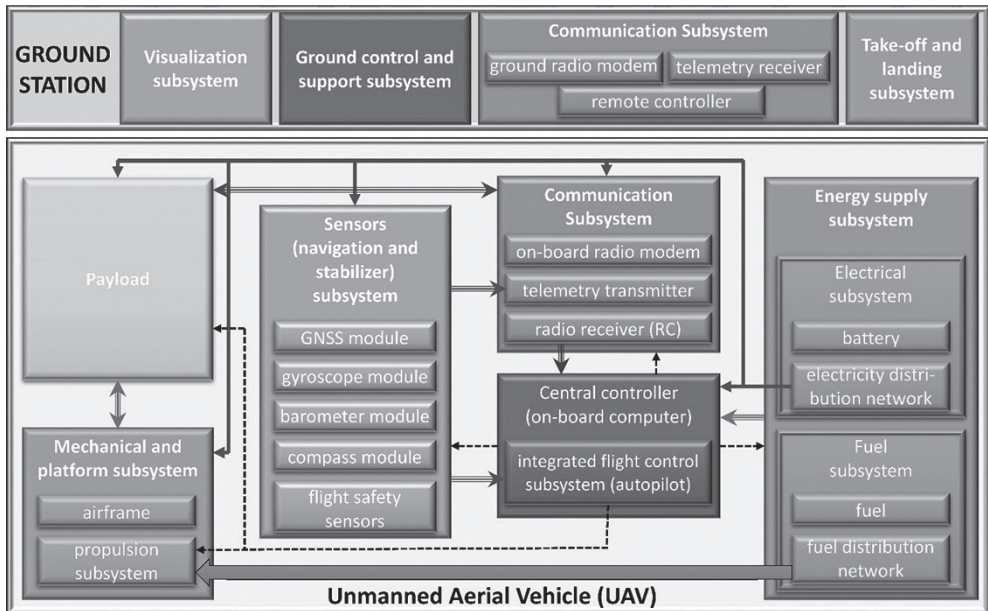 GROUND
STATION
Visualization
subsystem
Ground control and
support subsystem
Communication Subsystem
ground radio modem
telemetry receiver
remote controller
Take-off and
landing
subsystem
Payload
Mechanical and
platform subsystem
airframe
propulsion
subsystem
Sensors
(navigation and
stabilizer)
subsystem
GNSS module
gyroscope module
barometer module
compass module
flight safety
sensors
Communication
Subsystem
on-board radio modem
telemetry transmitter
radio receiver (RC)
Central controller
(on-board computer)
integrated flight control
subsystem (autopilot)
Energy supply
subsystem
Electrical
subsystem
battery
electricity distri-
bution network
Fuel
subsystem
fuel
fuel distribution
network
Unmanned Aerial Vehicle (UAV)